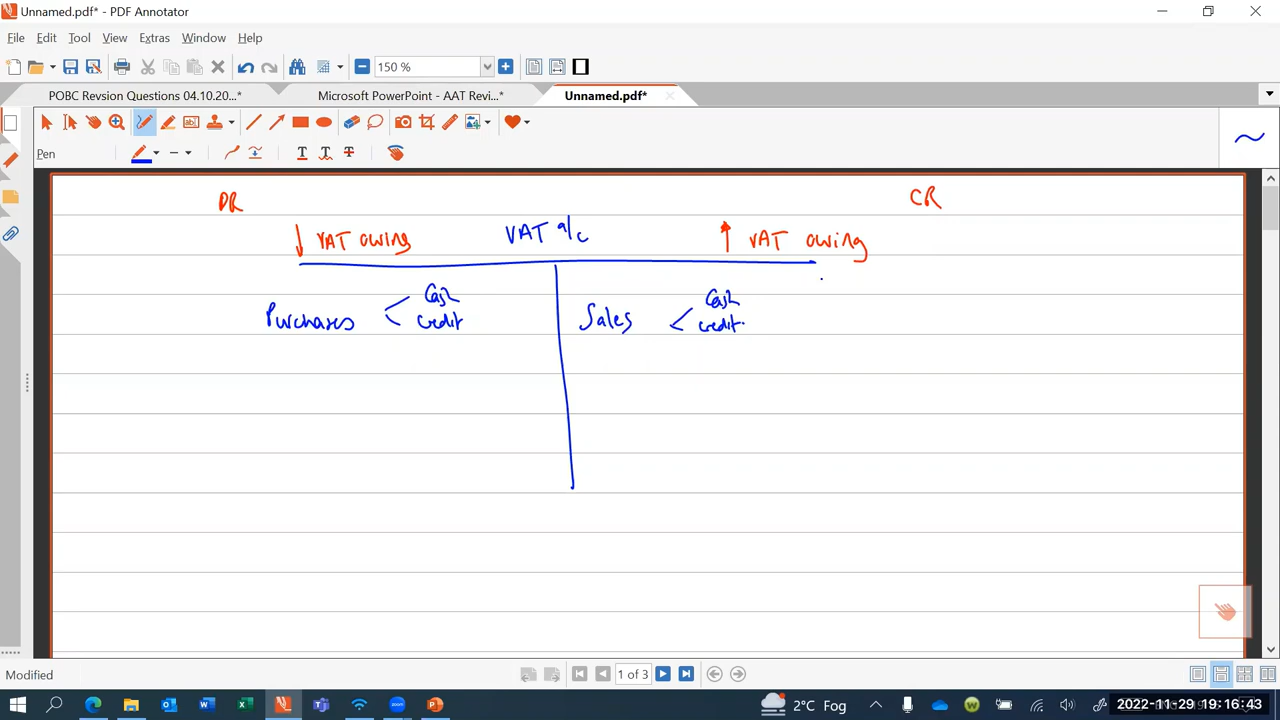 Unnamed.pdf* - PDF Annotator
File Edit Tool View Extras Window Help
150 %
POBC Revsion Questions 04.10.20...* Microsoft PowerPoint - AAT Revi...* Unnamed.pdf*
Pen
DR CR
VAT owing VAT a/c VAT owing
Purchases Cash credit Sales Cash credit
1 of 3
Modified
2°C Fog 2022-11-29 19:16:43